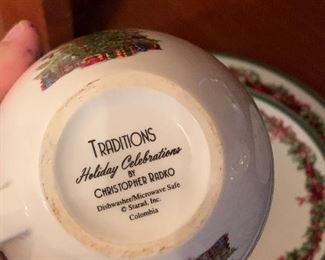 TRADITIONS
Holiday Celebrations
BY
CHRISTOPHER RADKO
Dishwasher/Microwave Safe
© Starad, Inc.
Colombia